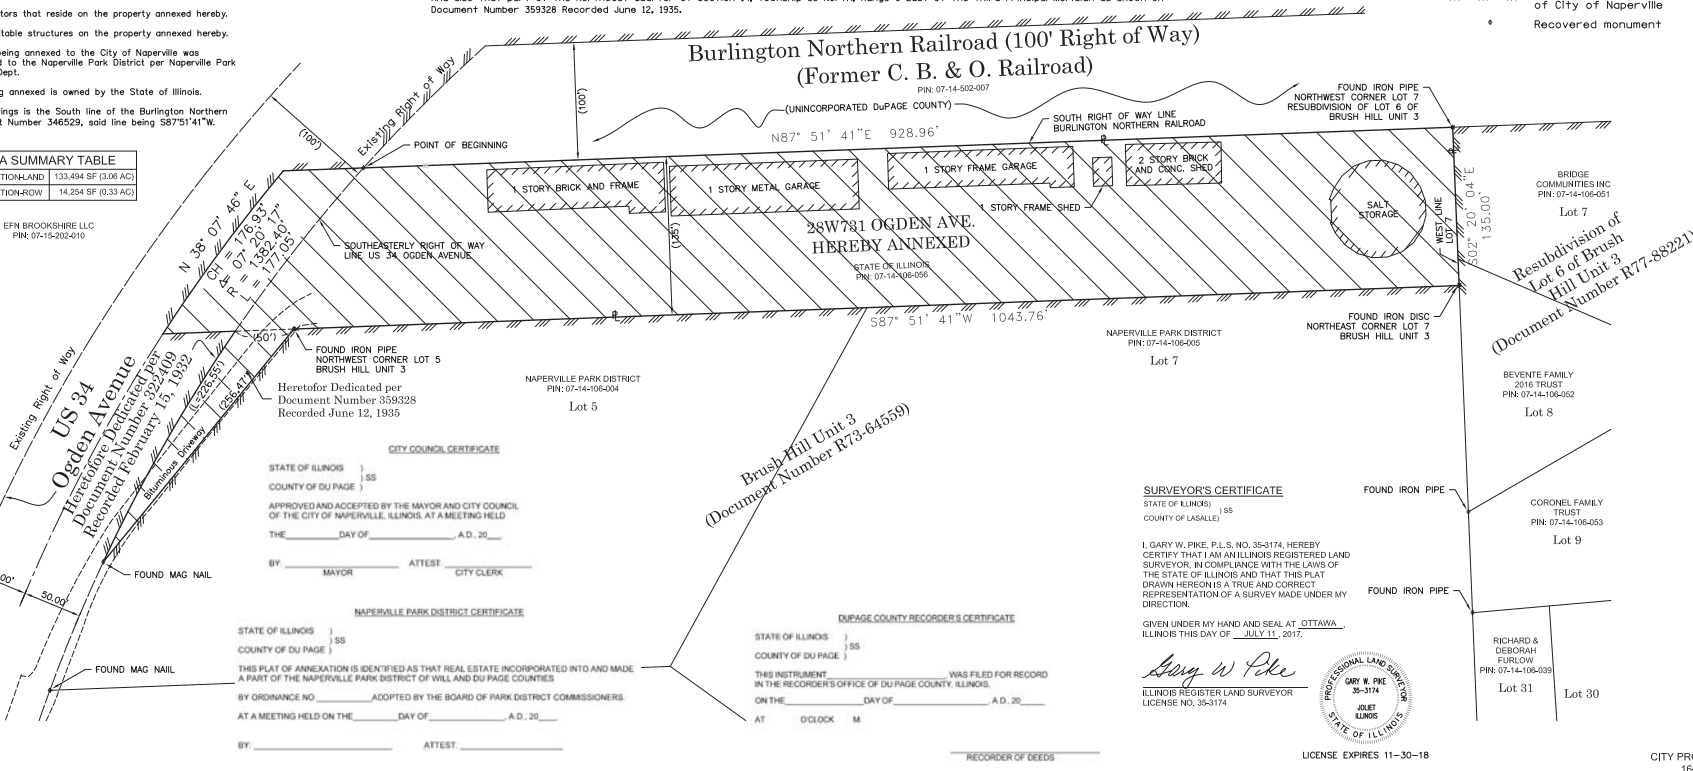 tors that reside on the property annexed hereby.
itable structures on the property annexed hereby.
being annexed to the City of Naperville was
d to the Naperville Park District per Naperville Park
Dept.
g annexed is owned by the State of Illinois.
rings is the South line of the Burlington Northern
t Number 346529, said line being S87°51'41"W.
Document Number 359328 Recorded June 12, 1935.
of City of Naperville
Recovered monument
A SUMMARY TABLE
TION-LAND 133,494 SF (3.06 AC)
TION-ROW 14,254 SF (0.33 AC)
EFN BROOKSHIRE LLC
PIN: 07-15-202-010
Burlington Northern Railroad (100' Right of Way)
(Former C. B. & O. Railroad)
PIN: 07-14-502-007
(UNINCORPORATED DuPAGE COUNTY)
N87° 51' 41"E 928.96'
SOUTH RIGHT OF WAY LINE
BURLINGTON NORTHERN RAILROAD
FOUND IRON PIPE
NORTHWEST CORNER LOT 7
RESUBDIVISION OF LOT 6 OF
BRUSH HILL UNIT 3
(100')
(100')
Existing Right of Way
POINT OF BEGINNING
1 STORY BRICK AND FRAME
1 STORY METAL GARAGE
1 STORY FRAME GARAGE
1 STORY FRAME SHED
2 STORY BRICK
AND CONC. SHED
SALT
STORAGE
(135')
28W731 OGDEN AVE.
HEREBY ANNEXED
STATE OF ILLINOIS
PIN: 07-14-106-056
WEST LINE
LOT 7
S02° 20' 04"E
135.00'
BRIDGE
COMMUNITIES INC
PIN: 07-14-106-051
Lot 7
Resubdivision of
Lot 6 of Brush
Hill Unit 3
(Document Number R77-88221)
N 38° 07' 46" E
CH = 176.93'
Δ = 07° 20' 17"
R = 1382.40'
L = 177.05'
SOUTHEASTERLY RIGHT OF WAY
LINE US 34 OGDEN AVENUE
S87° 51' 41"W 1043.76'
FOUND IRON DISC
NORTHEAST CORNER LOT 7
BRUSH HILL UNIT 3
NAPERVILLE PARK DISTRICT
PIN: 07-14-106-005
Lot 7
(50')
FOUND IRON PIPE
NORTHWEST CORNER LOT 5
BRUSH HILL UNIT 3
Heretofor Dedicated per
Document Number 359328
Recorded June 12, 1935
NAPERVILLE PARK DISTRICT
PIN: 07-14-106-004
Lot 5
Existing Right of Way
US 34
Ogden Avenue
Heretofore Dedicated per
Document Number 322409
Recorded February 15, 1932
(L=226.55')
(256.47')
Bituminous Driveway
Brush Hill Unit 3
(Document Number R73-64559)
BEVENTE FAMILY
2016 TRUST
PIN: 07-14-106-052
Lot 8
CORONEL FAMILY
TRUST
PIN: 07-14-106-053
Lot 9
FOUND IRON PIPE
FOUND IRON PIPE
RICHARD &
DEBORAH
FURLOW
PIN: 07-14-106-039
Lot 31
Lot 30
00'
50.00'
FOUND MAG NAIL
FOUND MAG NAIL
CITY COUNCIL CERTIFICATE
STATE OF ILLINOIS )
) SS
COUNTY OF DU PAGE )
APPROVED AND ACCEPTED BY THE MAYOR AND CITY COUNCIL
OF THE CITY OF NAPERVILLE, ILLINOIS, AT A MEETING HELD
THE DAY OF , A.D., 20
BY: ATTEST:
MAYOR CITY CLERK
NAPERVILLE PARK DISTRICT CERTIFICATE
STATE OF ILLINOIS )
) SS
COUNTY OF DU PAGE )
THIS PLAT OF ANNEXATION IS IDENTIFIED AS THAT REAL ESTATE INCORPORATED INTO AND MADE
A PART OF THE NAPERVILLE PARK DISTRICT OF WILL AND DU PAGE COUNTIES
BY ORDINANCE NO. ADOPTED BY THE BOARD OF PARK DISTRICT COMMISSIONERS.
AT A MEETING HELD ON THE DAY OF , A.D., 20
BY: ATTEST:
DUPAGE COUNTY RECORDER'S CERTIFICATE
STATE OF ILLINOIS )
) SS
COUNTY OF DU PAGE )
THIS INSTRUMENT , WAS FILED FOR RECORD
IN THE RECORDER'S OFFICE OF DU PAGE COUNTY, ILLINOIS,
ON THE DAY OF , A.D., 20
AT O'CLOCK M
RECORDER OF DEEDS
SURVEYOR'S CERTIFICATE
STATE OF ILLINOIS)
) SS
COUNTY OF LASALLE)
I, GARY W. PIKE, P.L.S. NO. 35-3174, HEREBY
CERTIFY THAT I AM AN ILLINOIS REGISTERED LAND
SURVEYOR, IN COMPLIANCE WITH THE LAWS OF
THE STATE OF ILLINOIS AND THAT THIS PLAT
DRAWN HEREON IS A TRUE AND CORRECT
REPRESENTATION OF A SURVEY MADE UNDER MY
DIRECTION.
GIVEN UNDER MY HAND AND SEAL AT OTTAWA,
ILLINOIS THIS DAY OF JULY 11, 2017.
Gary W Pike
ILLINOIS REGISTER LAND SURVEYOR
LICENSE NO. 35-3174
PROFESSIONAL LAND SURVEYOR
GARY W. PIKE
35-3174
JOLIET
ILLINOIS
STATE OF ILLINOIS
LICENSE EXPIRES 11-30-18
CITY PRO
16-